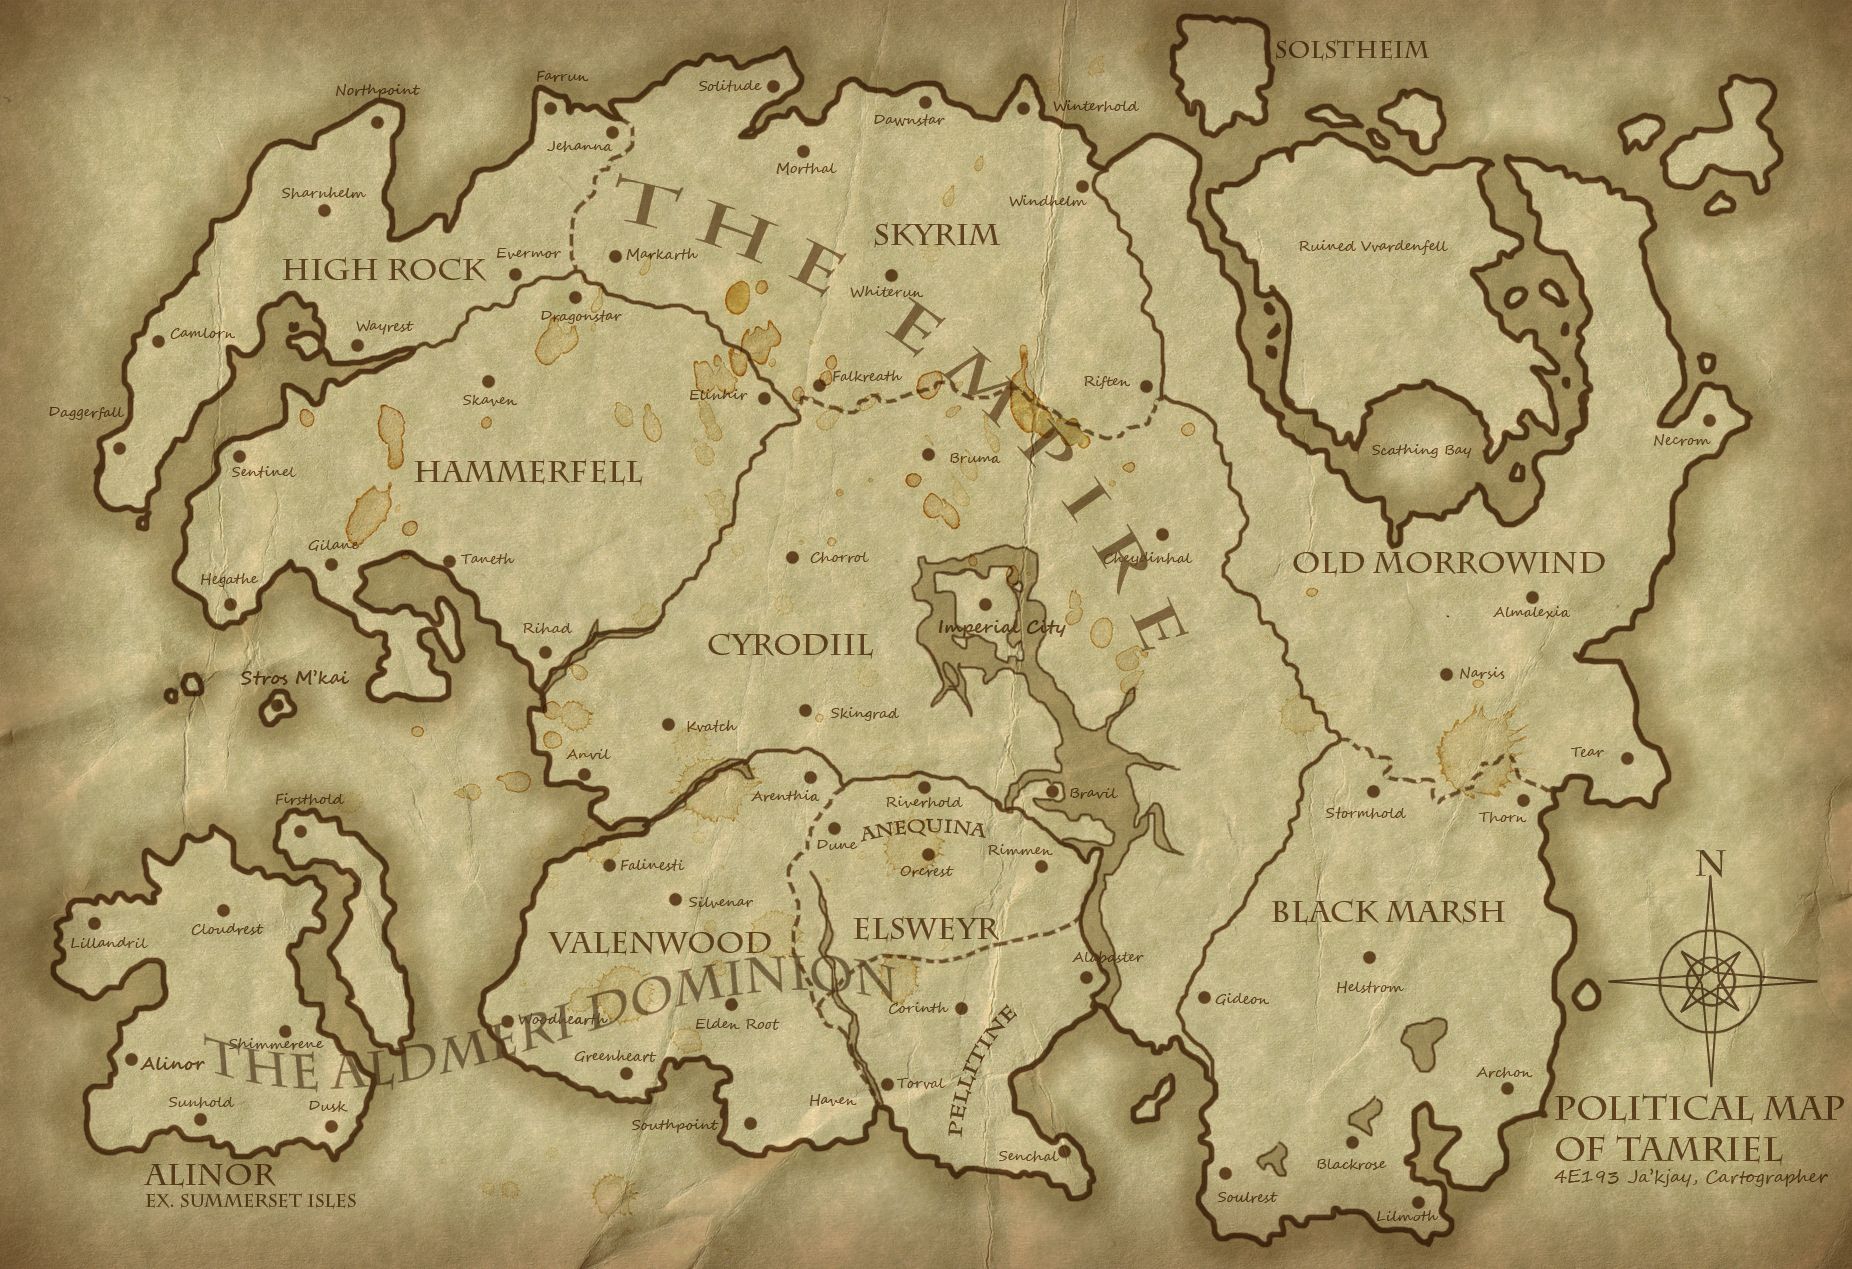 SOLSTHEIM
Northpoint
Farrun
Solitude
Dawnstar
Winterhold
Jehanna
Morthal
Sharnhelm
THE EMPIRE
Windhelm
SKYRIM
Evermor
Markarth
Ruined Vvardenfell
HIGH ROCK
Whiterun
Dragonstar
Camlorn
Wayrest
Falkreath
Riften
Elinhir
Skaven
Daggerfall
Necrom
Scathing Bay
Bruma
Sentinel
HAMMERFELL
Gilane
Taneth
Chorrol
Cheydinhal
OLD MORROWIND
Hegathe
Almalexia
Rihad
Imperial City
CYRODIIL
Stros M'kai
Narsis
Kvatch
Skingrad
Anvil
Tear
Firsthold
Arenthia
Riverhold
Bravil
Stormhold
Thorn
ANEQUINA
Dune
Rimmen
Falinesti
Orcrest
N
Silvenar
Lillandril
Cloudrest
VALENWOOD
ELSWEYR
BLACK MARSH
Alabaster
THE ALDMERI DOMINION
Helstrom
Gideon
Corinth
Woodhearth
Elden Root
Shimmerene
Alinor
Greenheart
PELLITINE
Torval
Archon
Sunhold
Dusk
Haven
Southpoint
POLITICAL MAP
OF TAMRIEL
4E193 Ja'kjay, Cartographer
Senchal
Blackrose
ALINOR
EX. SUMMERSET ISLES
Soulrest
Lilmoth